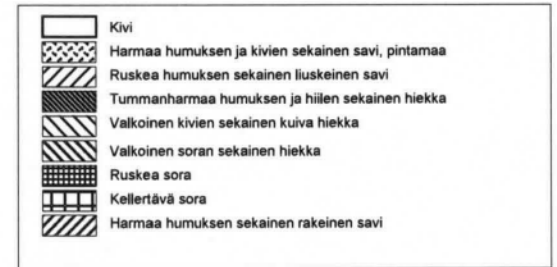 Kivi
Harmaa humuksen ja kivien sekainen savi, pintamaa
Ruskea humuksen sekainen liuskeinen savi
Tummanharmaa humuksen ja hiilen sekainen hiekka
Valkoinen kivien sekainen kuiva hiekka
Valkoinen soran sekainen hiekka
Ruskea sora
Kellertävä sora
Harmaa humuksen sekainen rakeinen savi